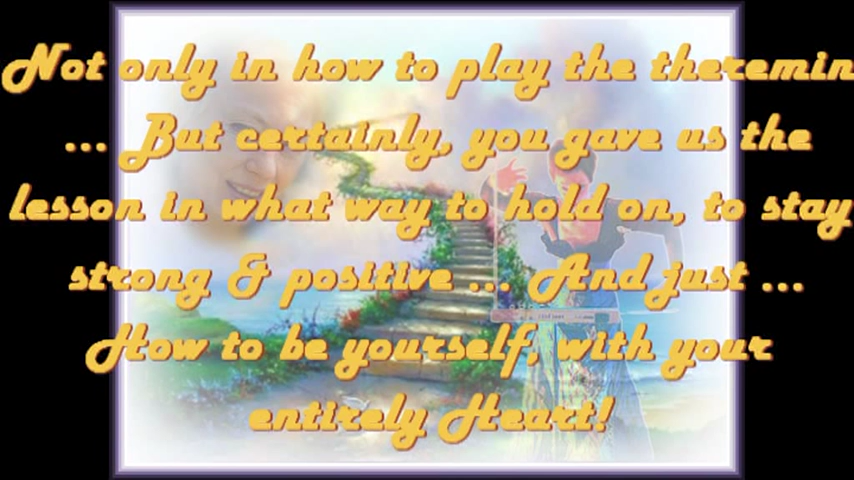 Not only in how to play the theremin
... But certainly, you gave us the
lesson in what way to hold on, to stay
strong & positive ... And just ...
How to be yourself, with your
entirely Heart!